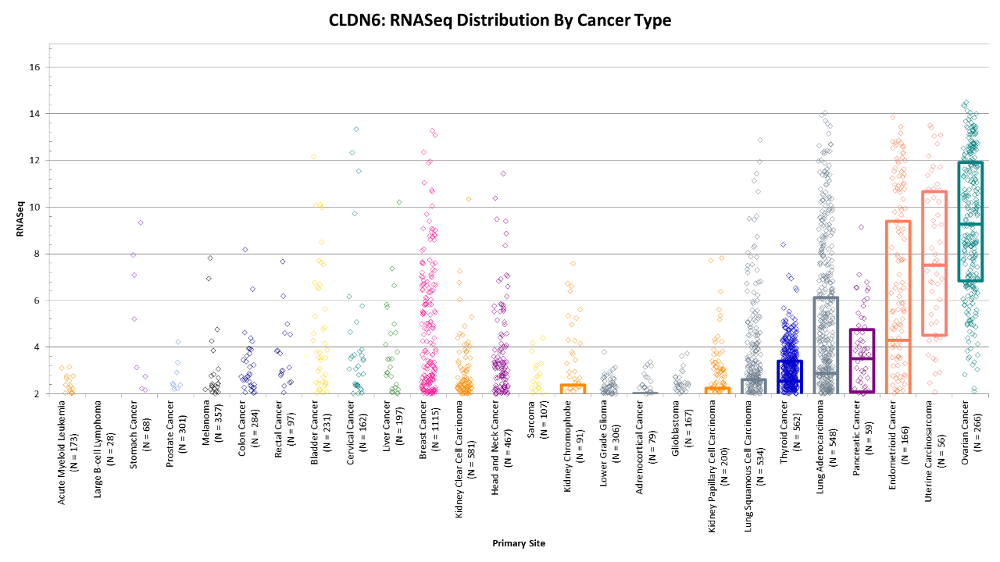 CLDN6: RNASeq Distribution By Cancer Type
RNASeq
16
14
12
10
8
6
4
2
Acute Myeloid Leukemia
(N = 173)
Large B-cell Lymphoma
(N = 28)
Stomach Cancer
(N = 68)
Prostate Cancer
(N = 301)
Melanoma
(N = 357)
Colon Cancer
(N = 284)
Rectal Cancer
(N = 97)
Bladder Cancer
(N = 231)
Cervical Cancer
(N = 162)
Liver Cancer
(N = 197)
Breast Cancer
(N = 1115)
Kidney Clear Cell Carcinoma
(N = 581)
Head and Neck Cancer
(N = 467)
Sarcoma
(N = 107)
Kidney Chromophobe
(N = 91)
Lower Grade Glioma
(N = 306)
Adrenocortical Cancer
(N = 79)
Glioblastoma
(N = 167)
Kidney Papillary Cell Carcinoma
(N = 200)
Lung Squamous Cell Carcinoma
(N = 534)
Thyroid Cancer
(N = 562)
Lung Adenocarcinoma
(N = 548)
Pancreatic Cancer
(N = 59)
Endometrioid Cancer
(N = 166)
Uterine Carcinosarcoma
(N = 56)
Ovarian Cancer
(N = 266)
Primary Site